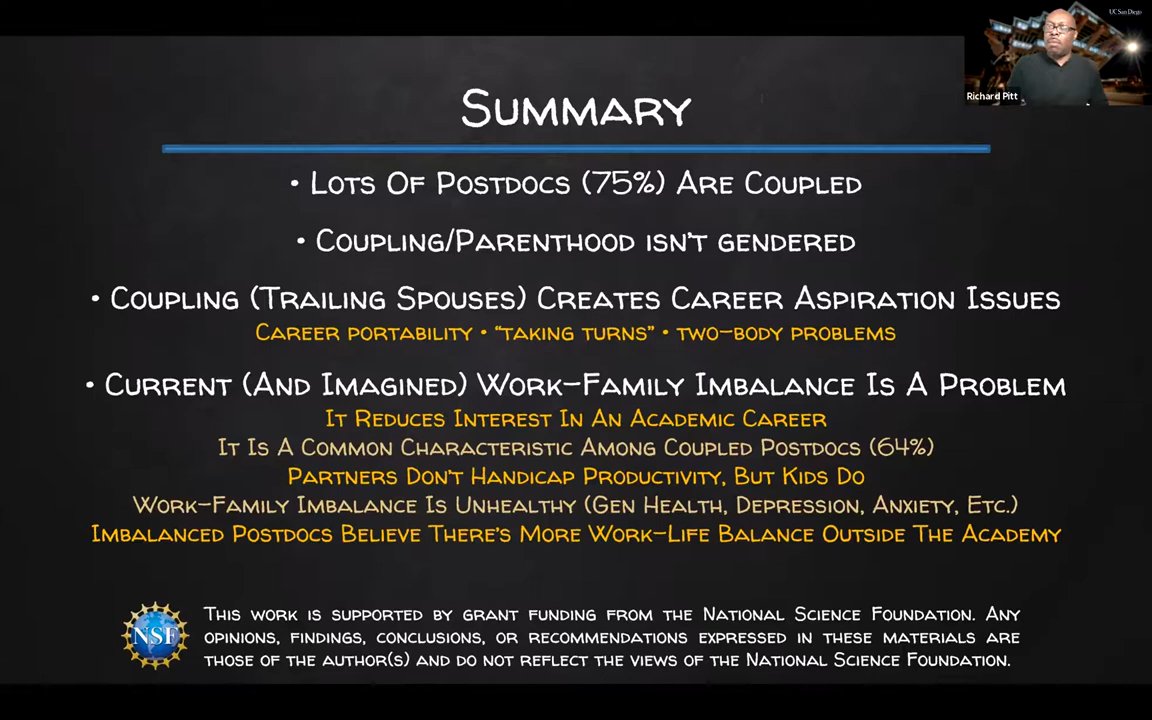 UC San Diego
Richard Pitt
Summary
• Lots Of Postdocs (75%) Are Coupled
• Coupling/Parenthood isn't gendered
• Coupling (Trailing Spouses) Creates Career Aspiration Issues
Career portability • "taking turns" • two-body problems
• Current (And Imagined) Work-Family Imbalance Is A Problem
It Reduces Interest In An Academic Career
It Is A Common Characteristic Among Coupled Postdocs (64%)
Partners Don't Handicap Productivity, But Kids Do
Work-Family Imbalance Is Unhealthy (Gen Health, Depression, Anxiety, Etc.)
Imbalanced Postdocs Believe There's More Work-Life Balance Outside The Academy
NSF
This work is supported by grant funding from the National Science Foundation. Any
opinions, findings, conclusions, or recommendations expressed in these materials are
those of the author(s) and do not reflect the views of the National Science Foundation.